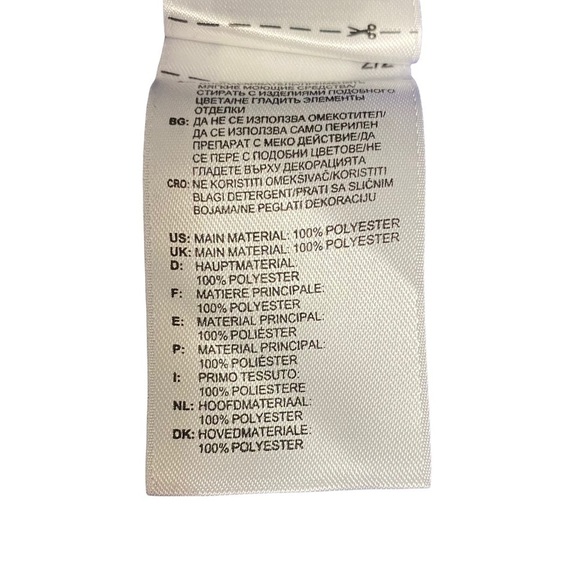 МЯГКИЕ МОЮЩИЕ СРЕДСТВА/
СТИРАТЬ С ИЗДЕЛИЯМИ ПОДОБНОГО
ЦВЕТА/НЕ ГЛАДИТЬ ЭЛЕМЕНТЫ
ОТДЕЛКИ
BG: ДА НЕ СЕ ИЗПОЛЗВА ОМЕКОТИТЕЛ/
ДА СЕ ИЗПОЛЗВА САМО ПЕРИЛЕН
ПРЕПАРАТ С МЕКО ДЕЙСТВИЕ/ДА
СЕ ПЕРЕ С ПОДОБНИ ЦВЕТОВЕ/НЕ
ГЛАДЕТЕ ВЪРХУ ДЕКОРАЦИЯТА
CRO: NE KORISTITI OMEKŠIVAČ/KORISTITI
BLAGI DETERGENT/PRATI SA SLIČNIM
BOJAMA/NE PEGLATI DEKORACIJU
US: MAIN MATERIAL: 100% POLYESTER
UK: MAIN MATERIAL: 100% POLYESTER
D: HAUPTMATERIAL:
100% POLYESTER
F: MATIERE PRINCIPALE:
100% POLYESTER
E: MATERIAL PRINCIPAL:
100% POLIÉSTER
P: MATERIAL PRINCIPAL:
100% POLIÉSTER
I: PRIMO TESSUTO:
100% POLIESTERE
NL: HOOFDMATERIAAL:
100% POLYESTER
DK: HOVEDMATERIALE:
100% POLYESTER